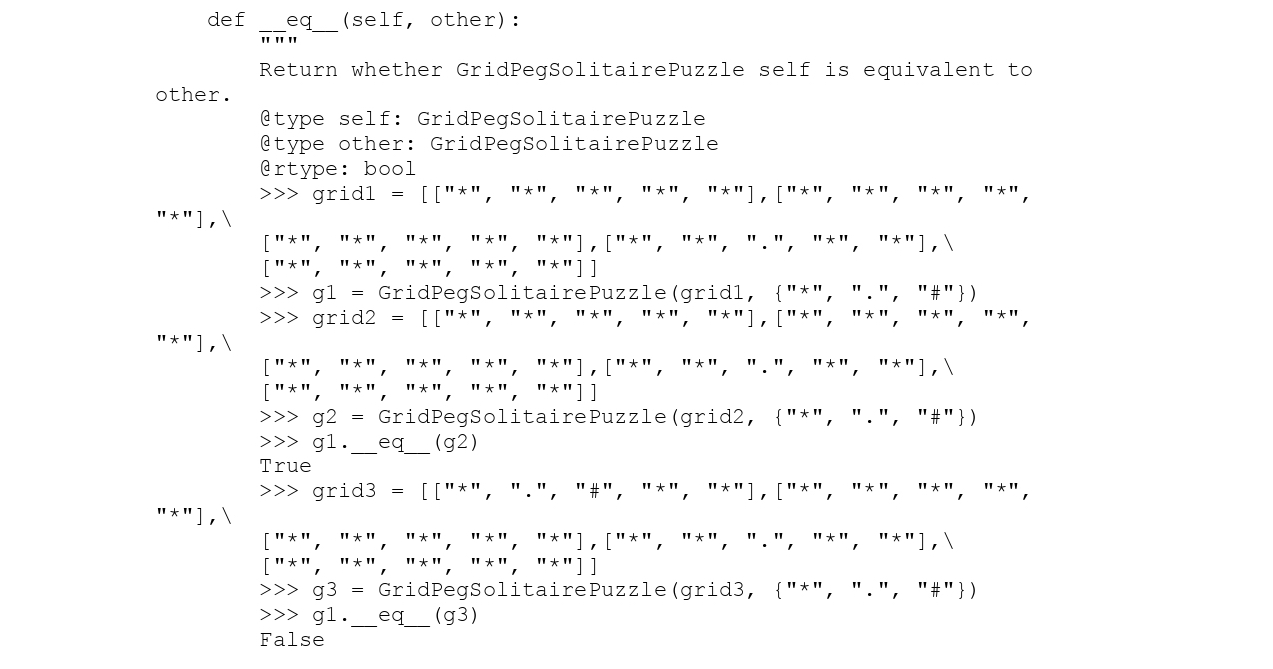 def __eq__(self, other):
"""
Return whether GridPegSolitairePuzzle self is equivalent to
other.
@type self: GridPegSolitairePuzzle
@type other: GridPegSolitairePuzzle
@rtype: bool
>>> grid1 = [["*", "*", "*", "*", "*"],["*", "*", "*", "*",
"*"],\
["*", "*", "*", "*", "*"],["*", "*", ".", "*", "*"],\
["*", "*", "*", "*", "*"]]
>>> g1 = GridPegSolitairePuzzle(grid1, {"*", ".", "#"})
>>> grid2 = [["*", "*", "*", "*", "*"],["*", "*", "*", "*",
"*"],\
["*", "*", "*", "*", "*"],["*", "*", ".", "*", "*"],\
["*", "*", "*", "*", "*"]]
>>> g2 = GridPegSolitairePuzzle(grid2, {"*", ".", "#"})
>>> g1.__eq__(g2)
True
>>> grid3 = [["*", ".", "#", "*", "*"],["*", "*", "*", "*",
"*"],\
["*", "*", "*", "*", "*"],["*", "*", ".", "*", "*"],\
["*", "*", "*", "*", "*"]]
>>> g3 = GridPegSolitairePuzzle(grid3, {"*", ".", "#"})
>>> g1.__eq__(g3)
False